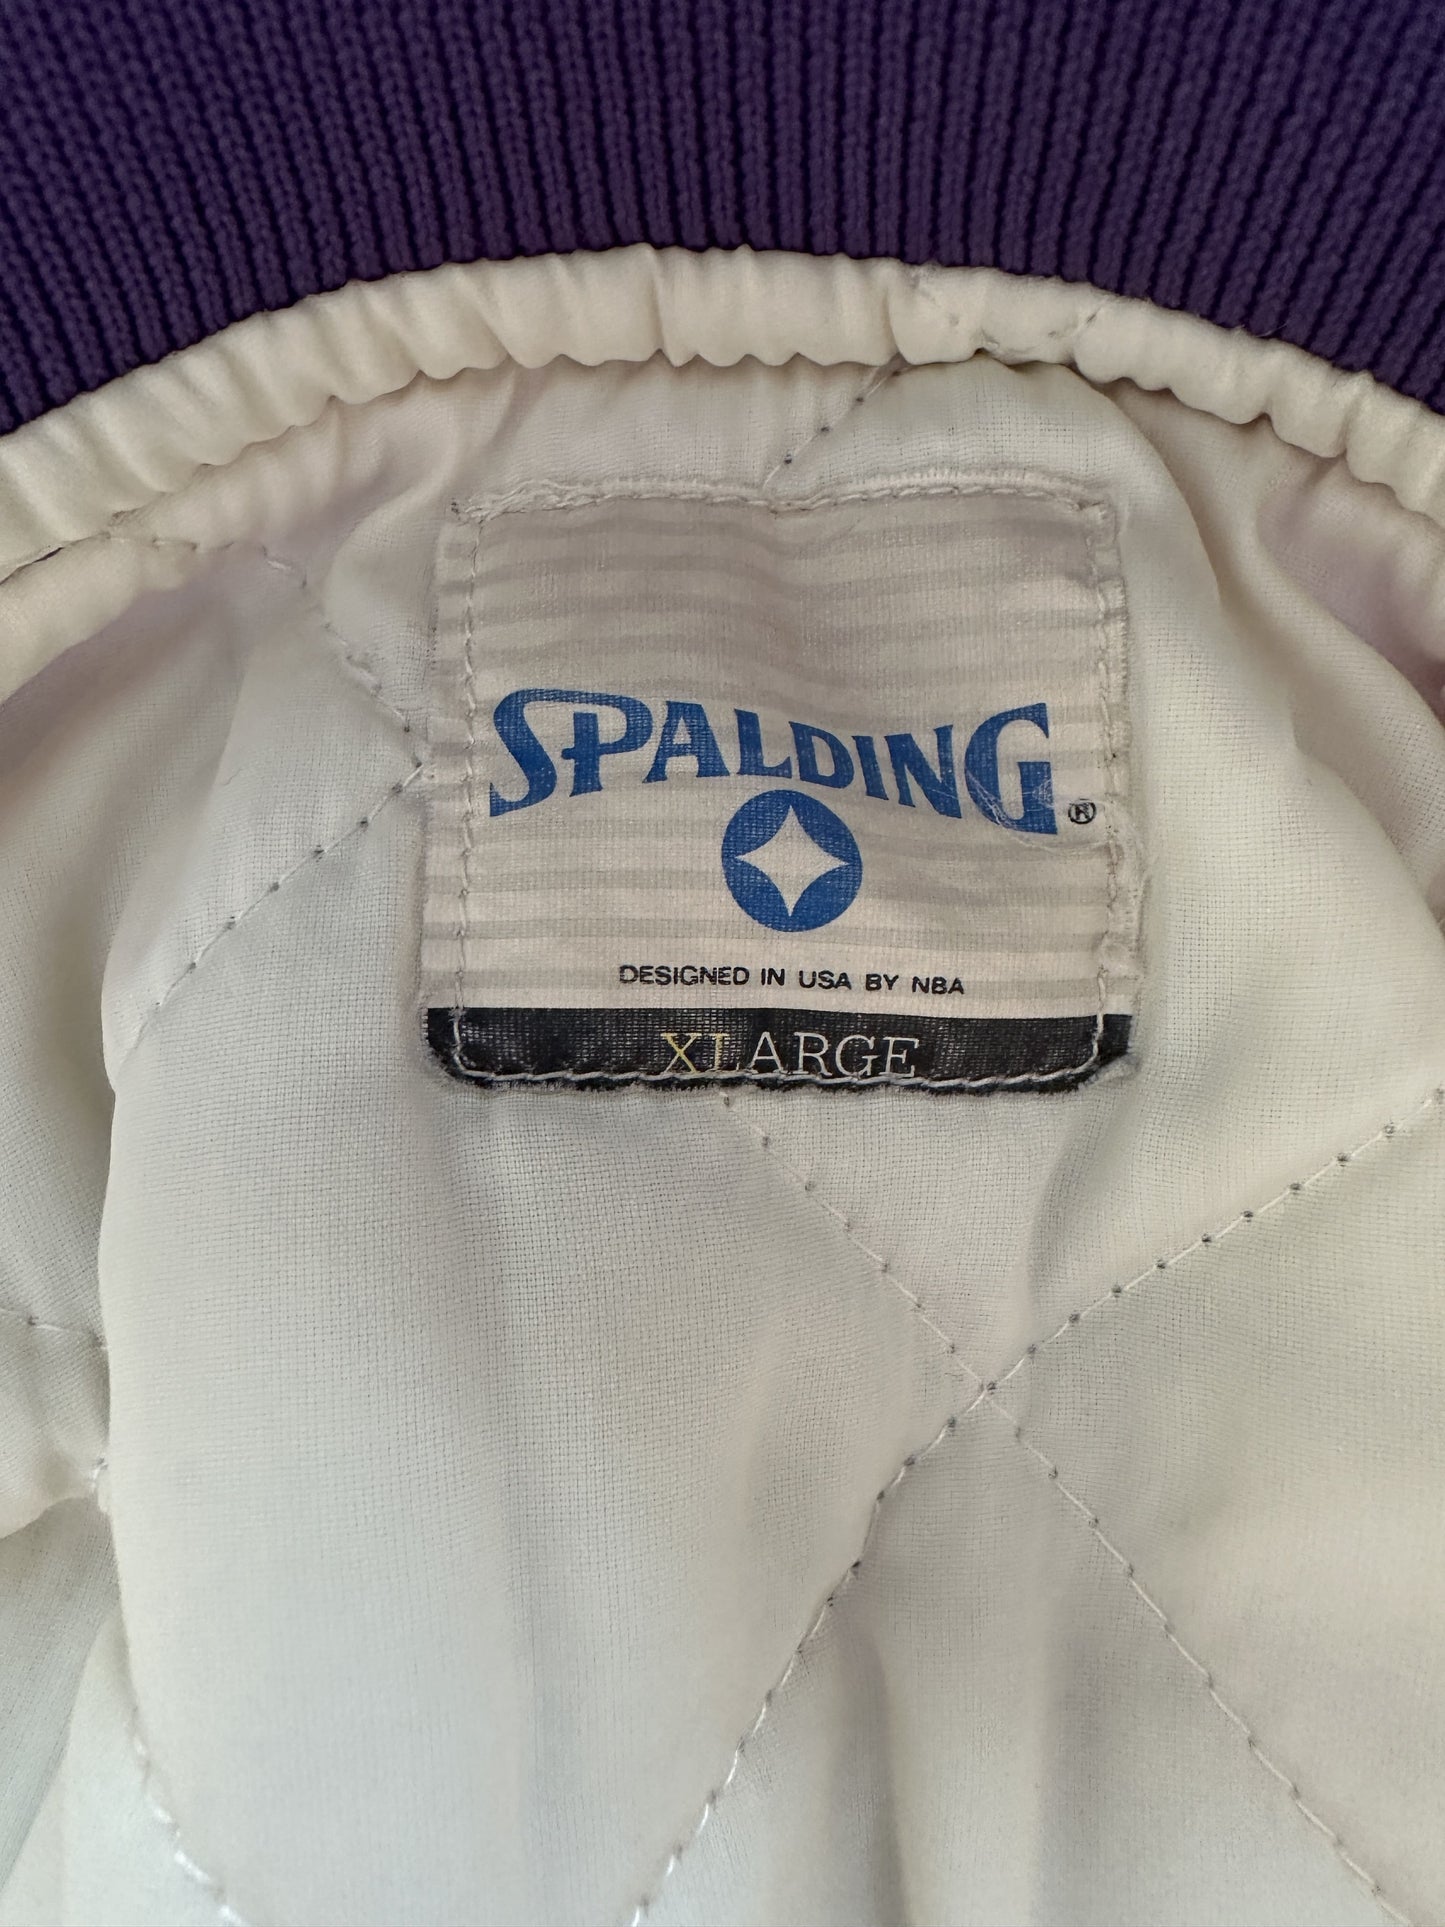 SPALDING®
DESIGNED IN USA BY NBA
XLARGE